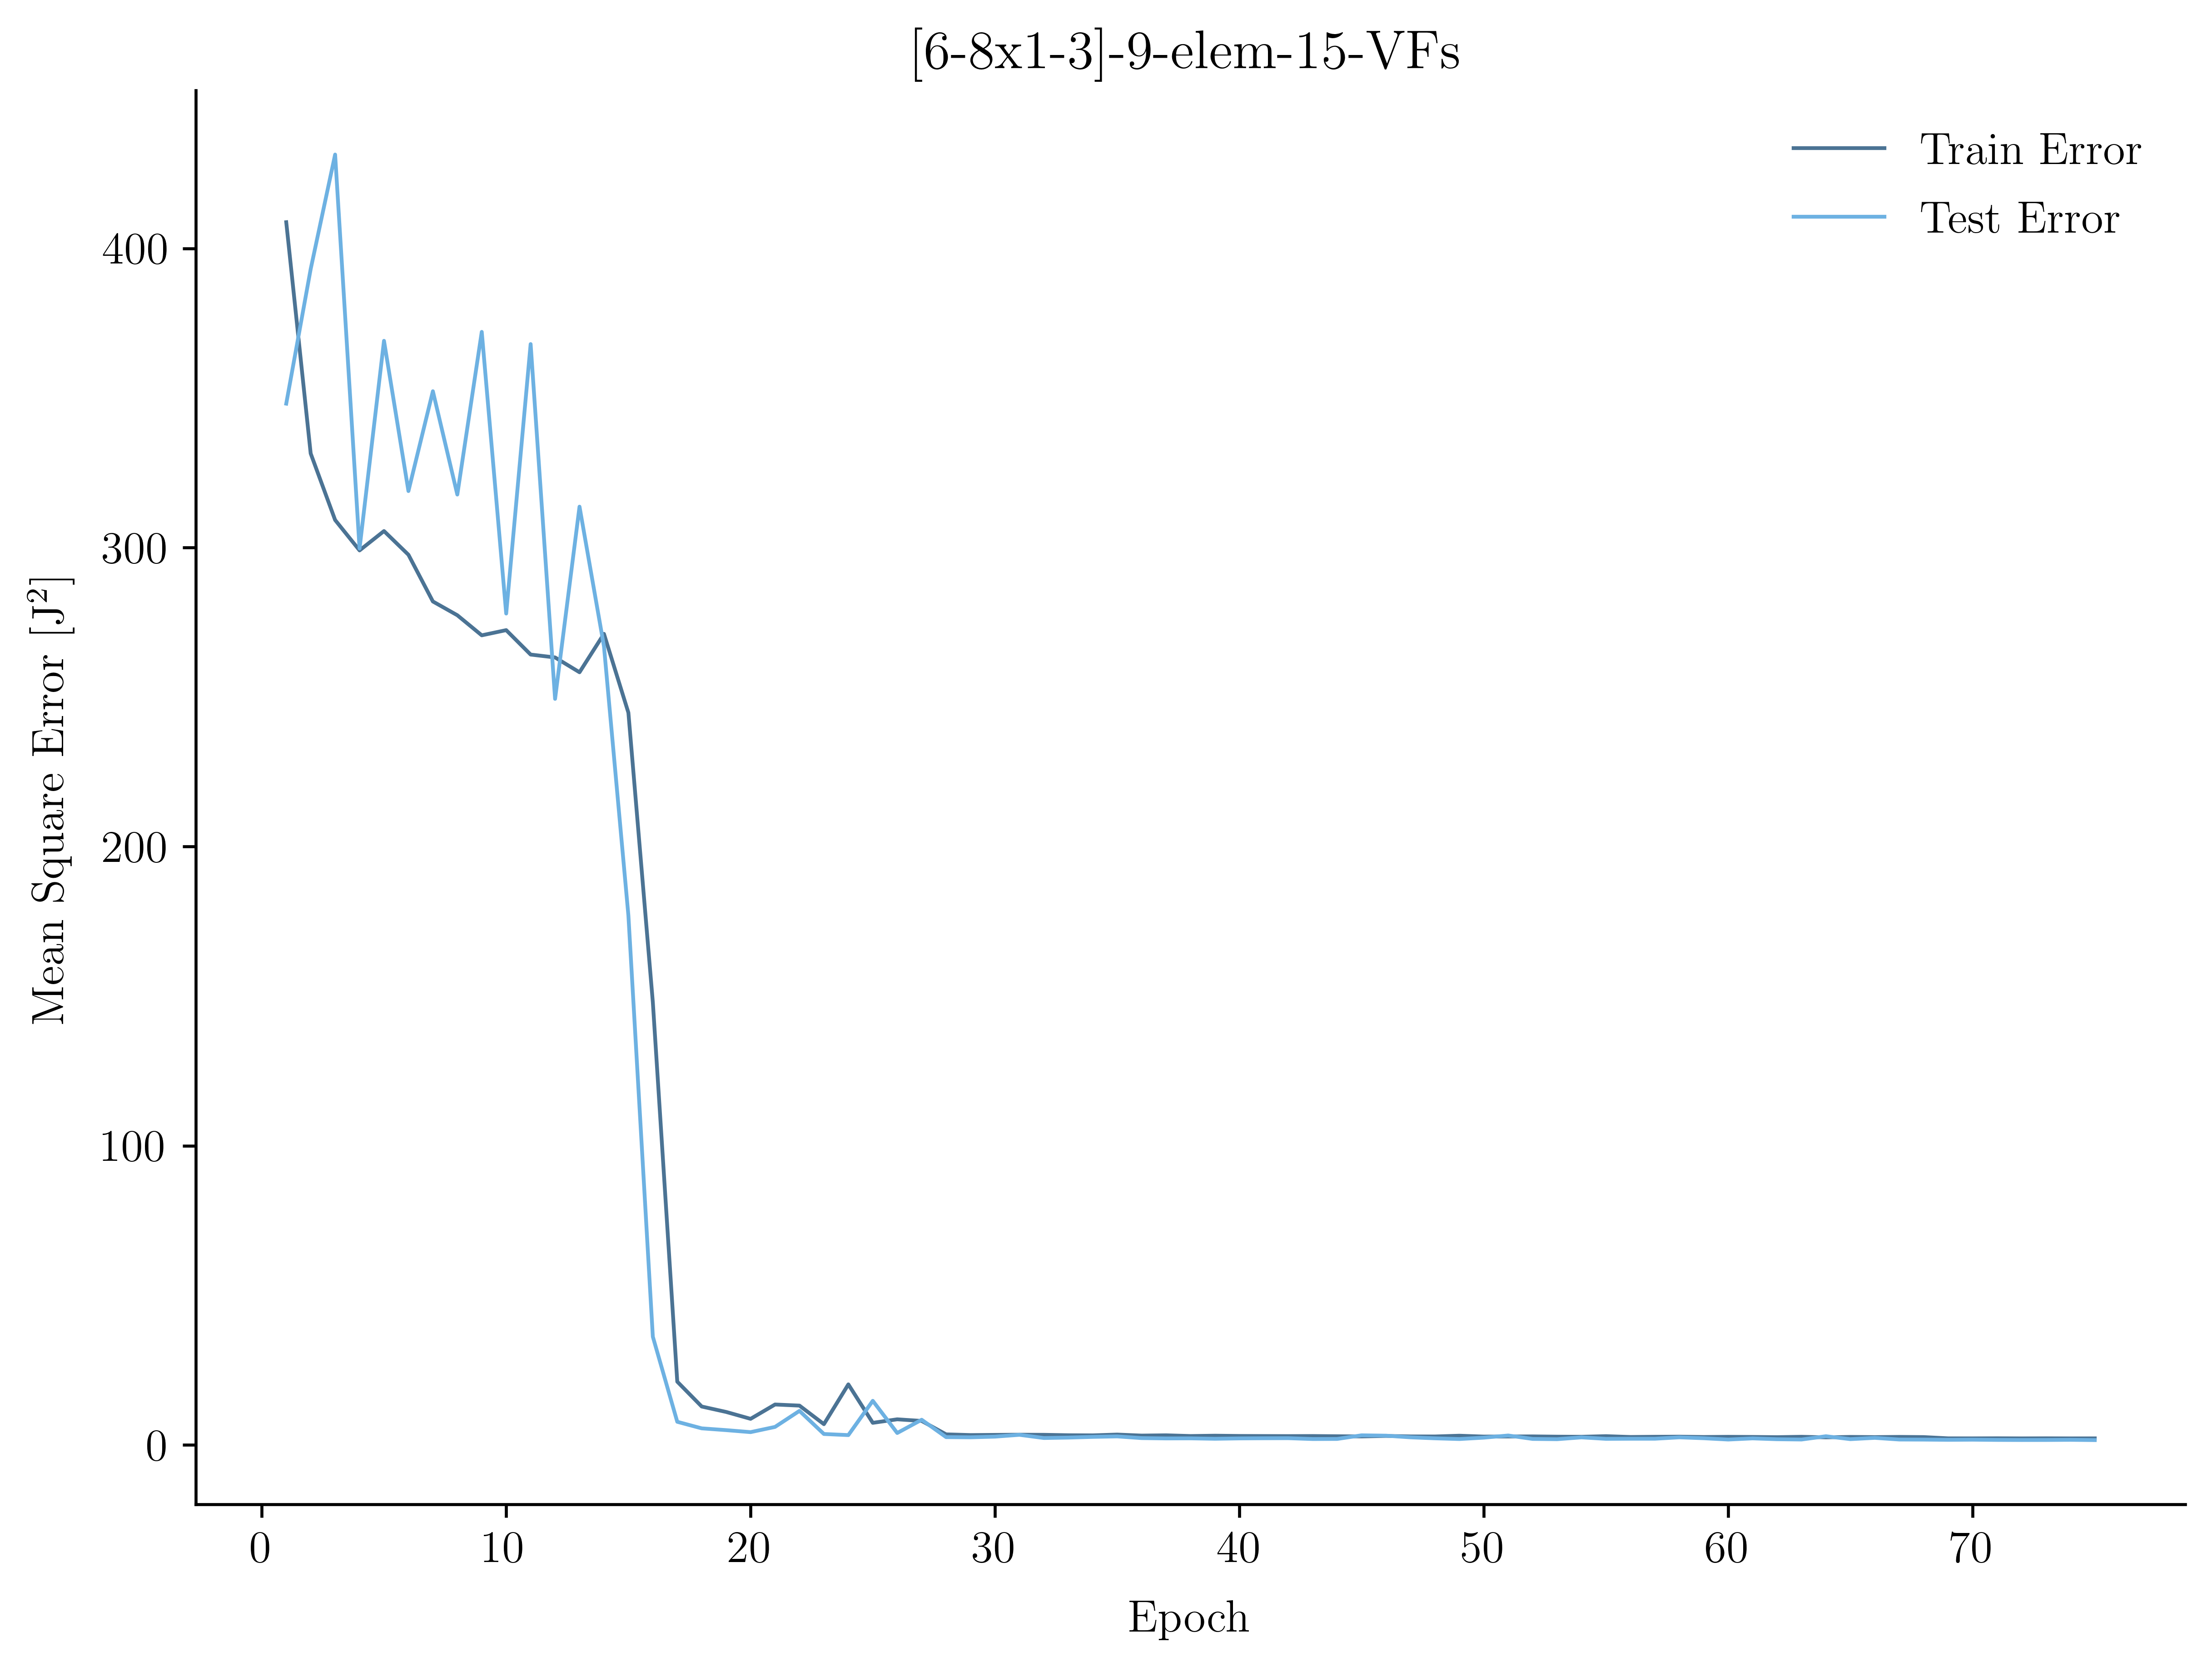 [6-8x1-3]-9-elem-15-VFs
Train Error
Test Error
Mean Square Error [J²]
400
300
200
100
0
0 10 20 30 40 50 60 70
Epoch